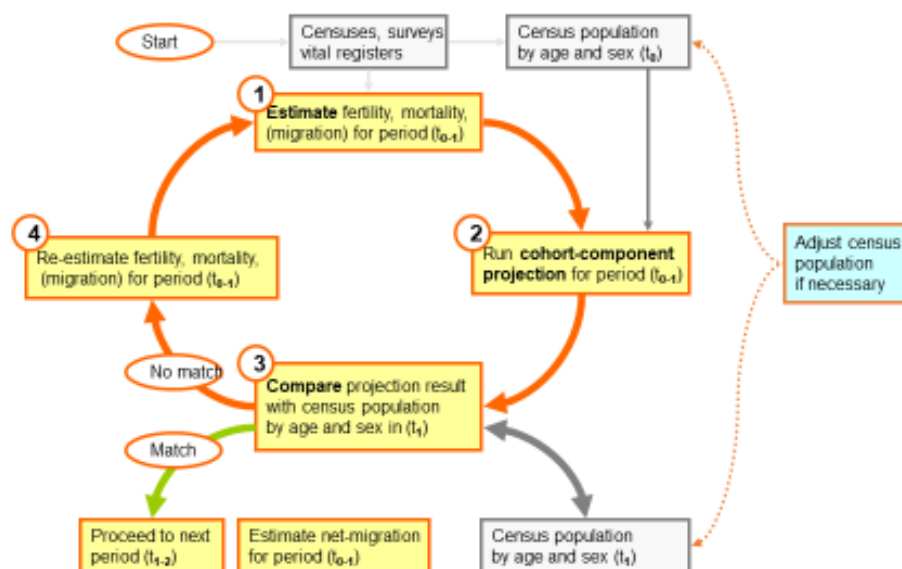 Start
Censuses, surveys
vital registers
Census population
by age and sex (t0)
1
Estimate fertility, mortality,
(migration) for period (t0-1)
4
Re-estimate fertility, mortality,
(migration) for period (t0-1)
2
Run cohort-component
projection for period (t0-1)
Adjust census
population
if necessary
No match
3
Compare projection result
with census population
by age and sex in (t1)
Match
Proceed to next
period (t1-2)
Estimate net-migration
for period (t0-1)
Census population
by age and sex (t1)